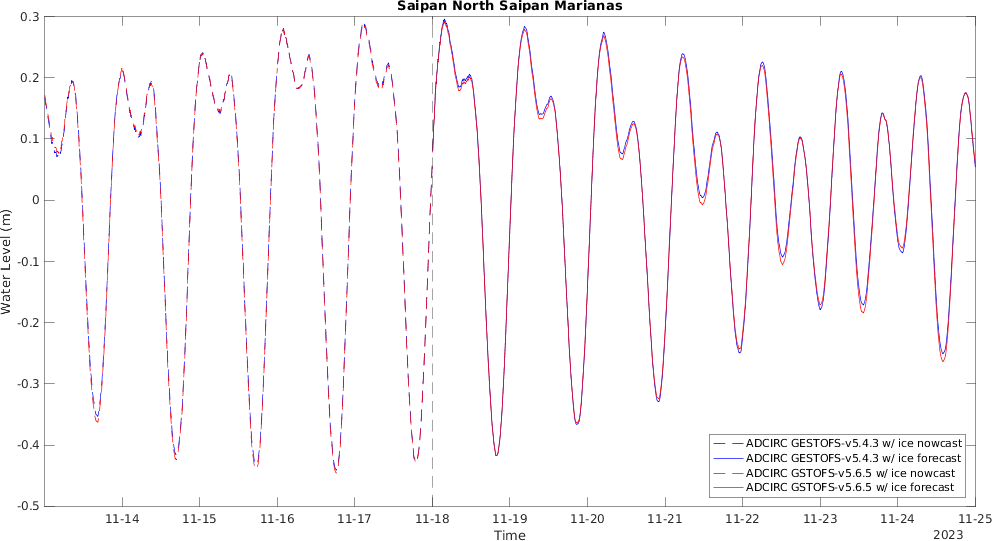 Saipan North Saipan Marianas
Water Level (m)
0.3
0.2
0.1
0
-0.1
-0.2
-0.3
-0.4
-0.5
ADCIRC GESTOFS-v5.4.3 w/ ice nowcast
ADCIRC GESTOFS-v5.4.3 w/ ice forecast
ADCIRC GSTOFS-v5.6.5 w/ ice nowcast
ADCIRC GSTOFS-v5.6.5 w/ ice forecast
11-14 11-15 11-16 11-17 11-18 11-19 11-20 11-21 11-22 11-23 11-24 11-25
Time
2023